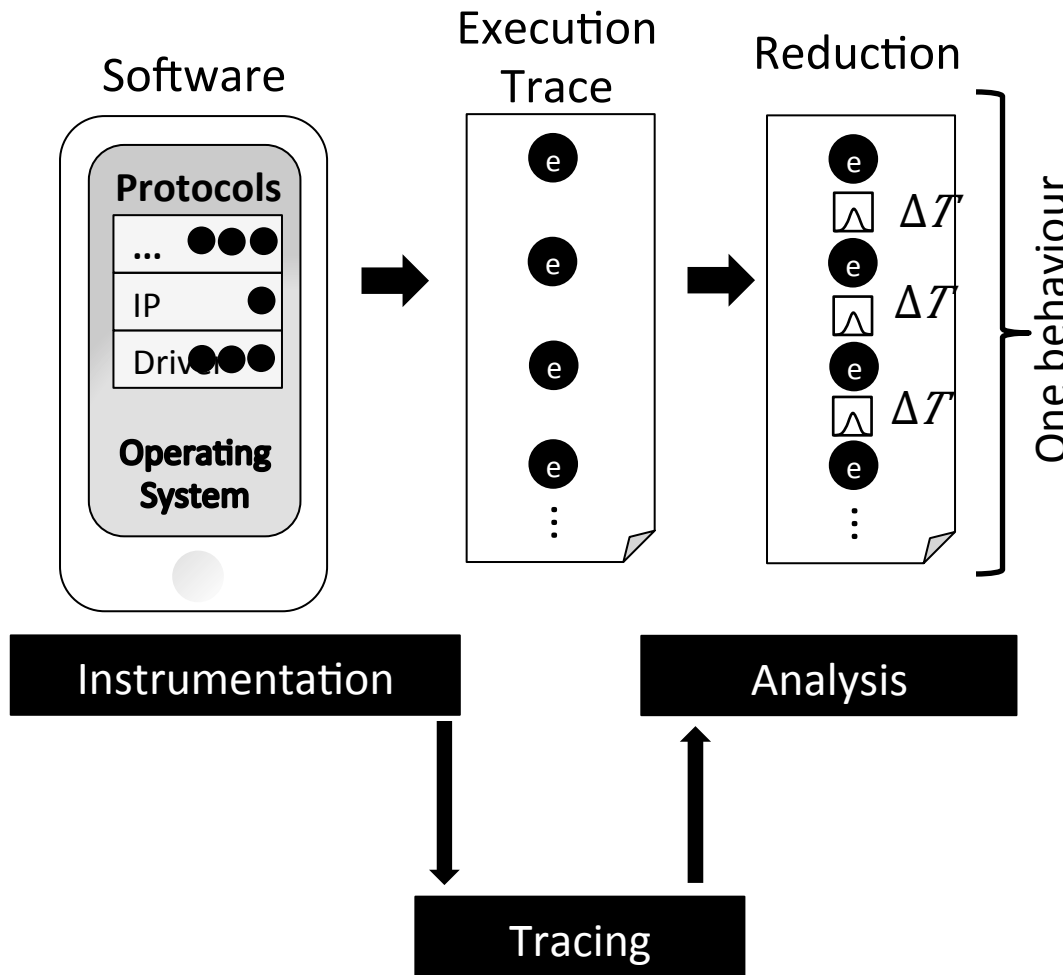 Software
Protocols
...
IP
Driver
Operating
System
Execution
Trace
e
e
e
e
⋮
Reduction
e
ΔT
e
ΔT
e
ΔT
e
⋮
One behaviour
Instrumentation
Analysis
Tracing